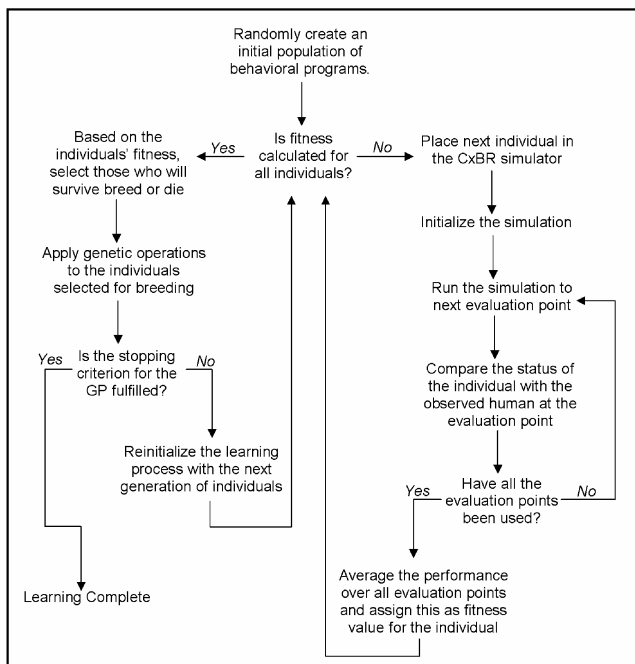 Randomly create an
initial population of
behavioral programs.
Based on the
individuals' fitness,
select those who will
survive breed or die
Yes
Is fitness
calculated for
all individuals?
No
Place next individual in
the CxBR simulator
Initialize the simulation
Apply genetic operations
to the individuals
selected for breeding
Run the simulation to
next evaluation point
Yes
Is the stopping
criterion for the
GP fulfilled?
No
Compare the status of
the individual with the
observed human at the
evaluation point
Reinitialize the learning
process with the next
generation of individuals
Yes
Have all the
evaluation points
been used?
No
Learning Complete
Average the performance
over all evaluation points
and assign this as fitness
value for the individual